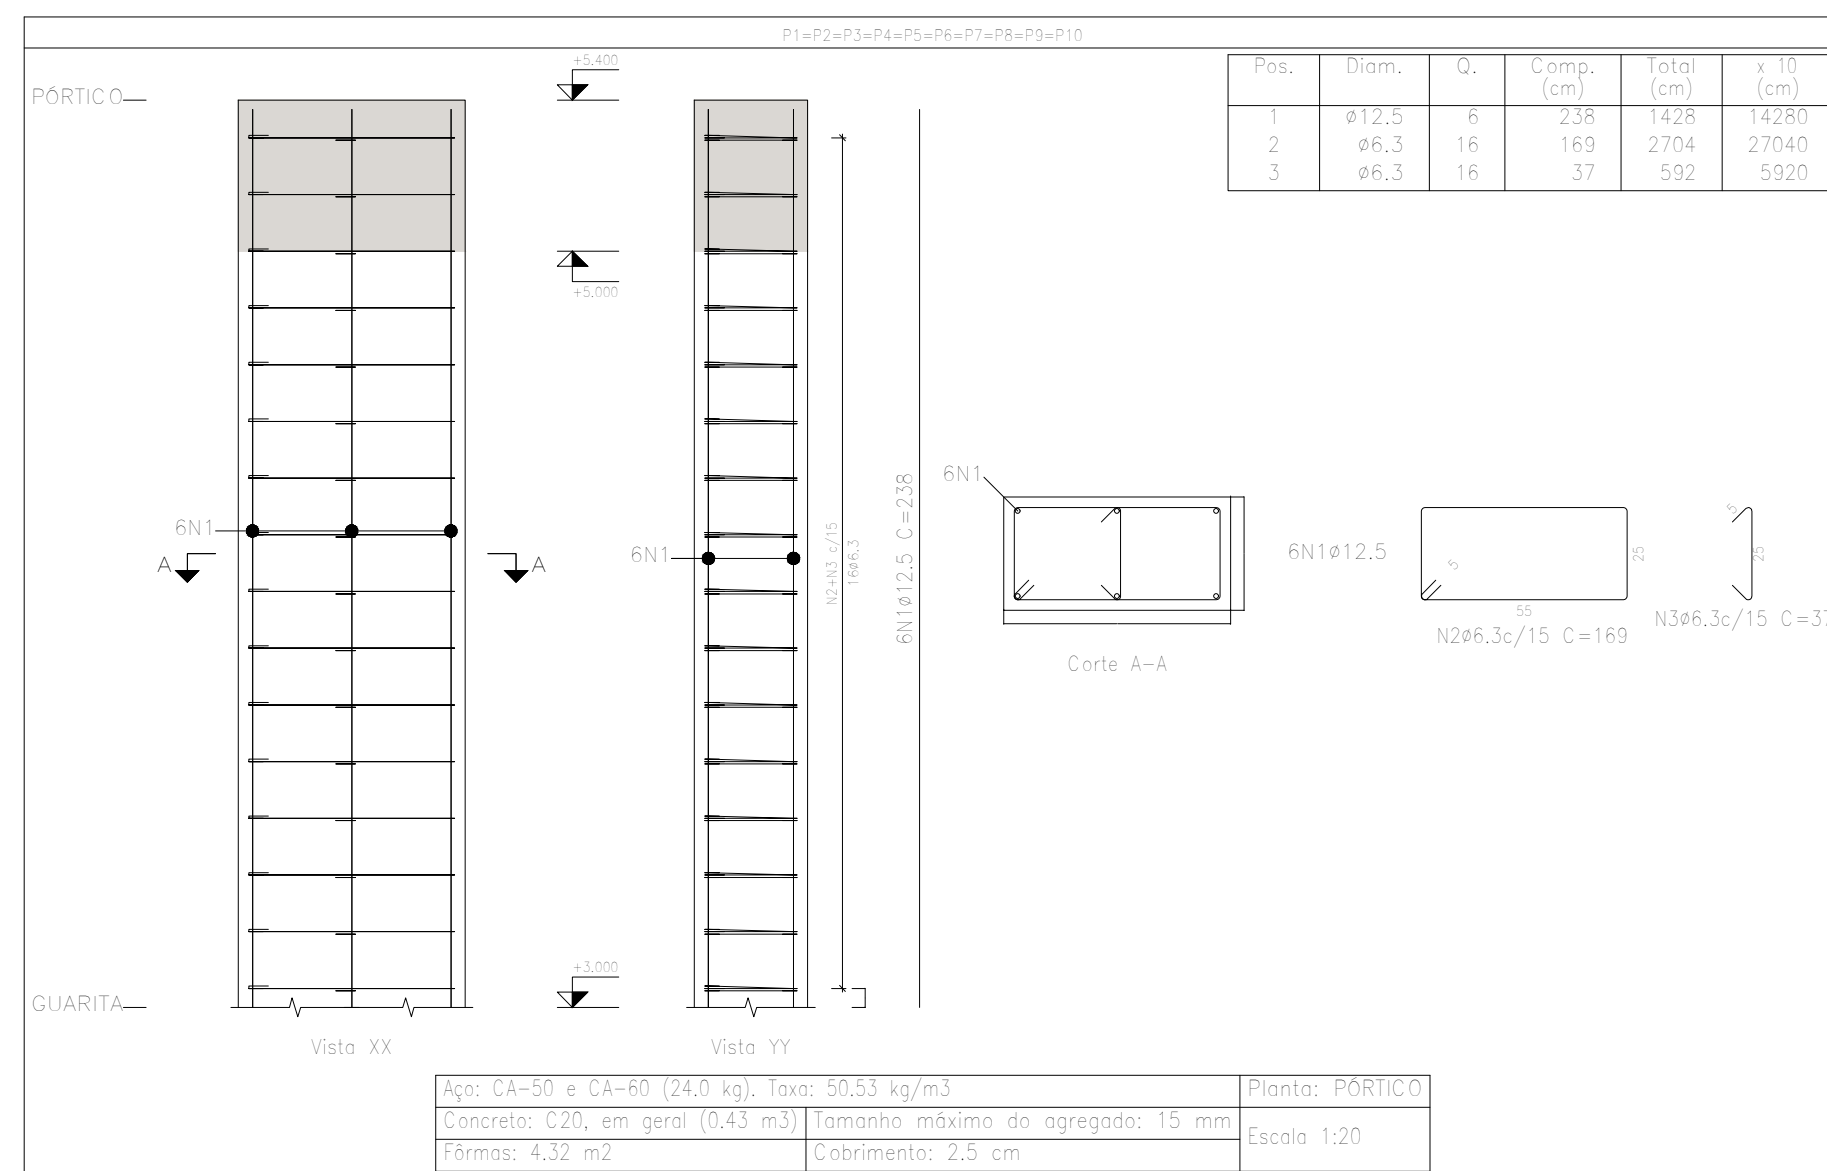 P1=P2=P3=P4=P5=P6=P7=P8=P9=P10
PÓRTICO
+5.400
+5.000
Pos. Diam. Q. Comp. (cm) Total (cm) x 10 (cm)
1 ø12.5 6 238 1428 14280
2 ø6.3 16 169 2704 27040
3 ø6.3 16 37 592 5920
6N1
A
A
6N1
N2+N3 c/15
16ø6.3
6N1ø12.5 C=238
6N1
Corte A-A
6N1ø12.5
5
25
55
N2ø6.3c/15 C=169
5
25
N3ø6.3c/15 C=37
+3.000
GUARITA
Vista XX
Vista YY
Aço: CA-50 e CA-60 (24.0 kg). Taxa: 50.53 kg/m3
Planta: PÓRTICO
Concreto: C20, em geral (0.43 m3)
Tamanho máximo do agregado: 15 mm
Escala 1:20
Fôrmas: 4.32 m2
Cobrimento: 2.5 cm